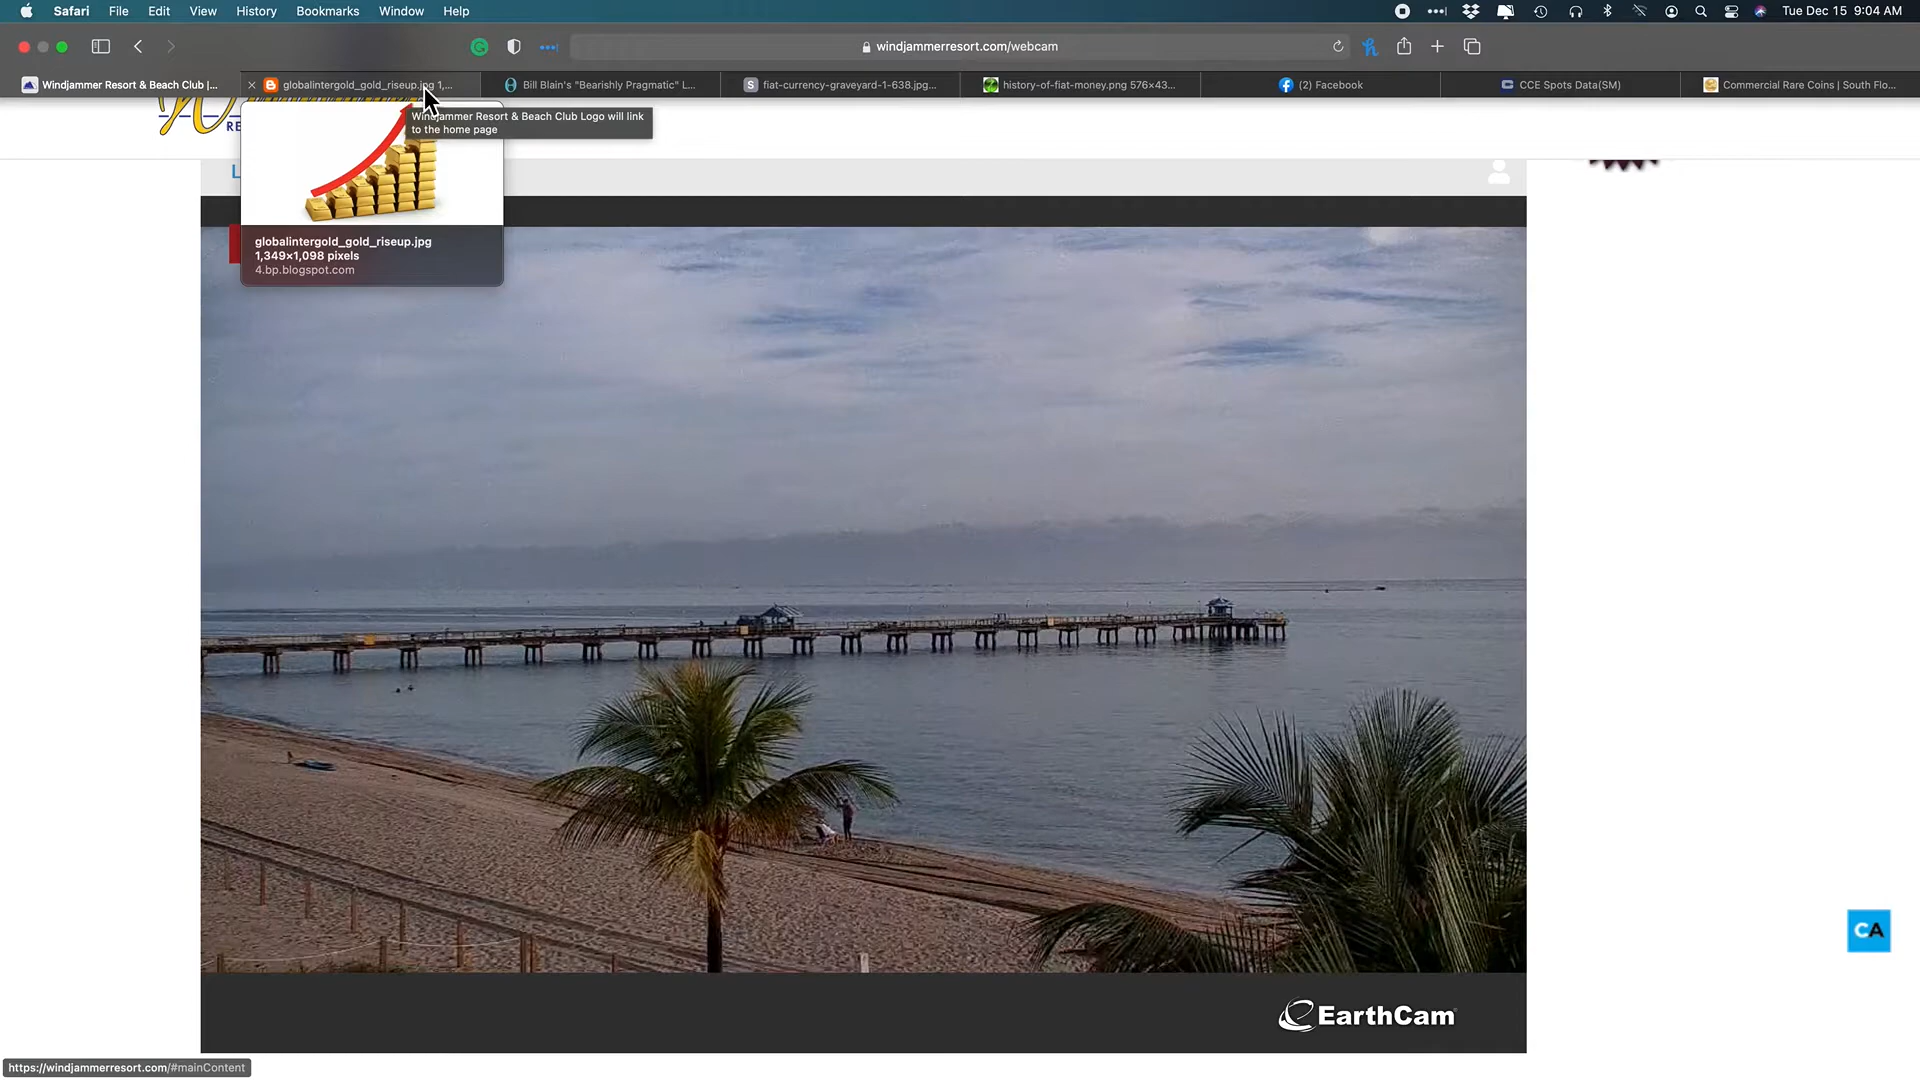 Safari File Edit View History Bookmarks Window Help Tue Dec 15 9:04 AM
windjammerresort.com/webcam
Windjammer Resort & Beach Club |...
globalintergold_gold_riseup.jpg 1,...
Bill Blain's "Bearishly Pragmatic" L...
S fiat-currency-graveyard-1-638.jpg...
history-of-fiat-money.png 576×43...
(2) Facebook
CCE Spots Data(SM)
Commercial Rare Coins | South Flo...
Windjammer Resort & Beach Club Logo will link
to the home page
RE
L
globalintergold_gold_riseup.jpg
1,349×1,098 pixels
4.bp.blogspot.com
CA
EarthCam
https://windjammerresort.com/#mainContent